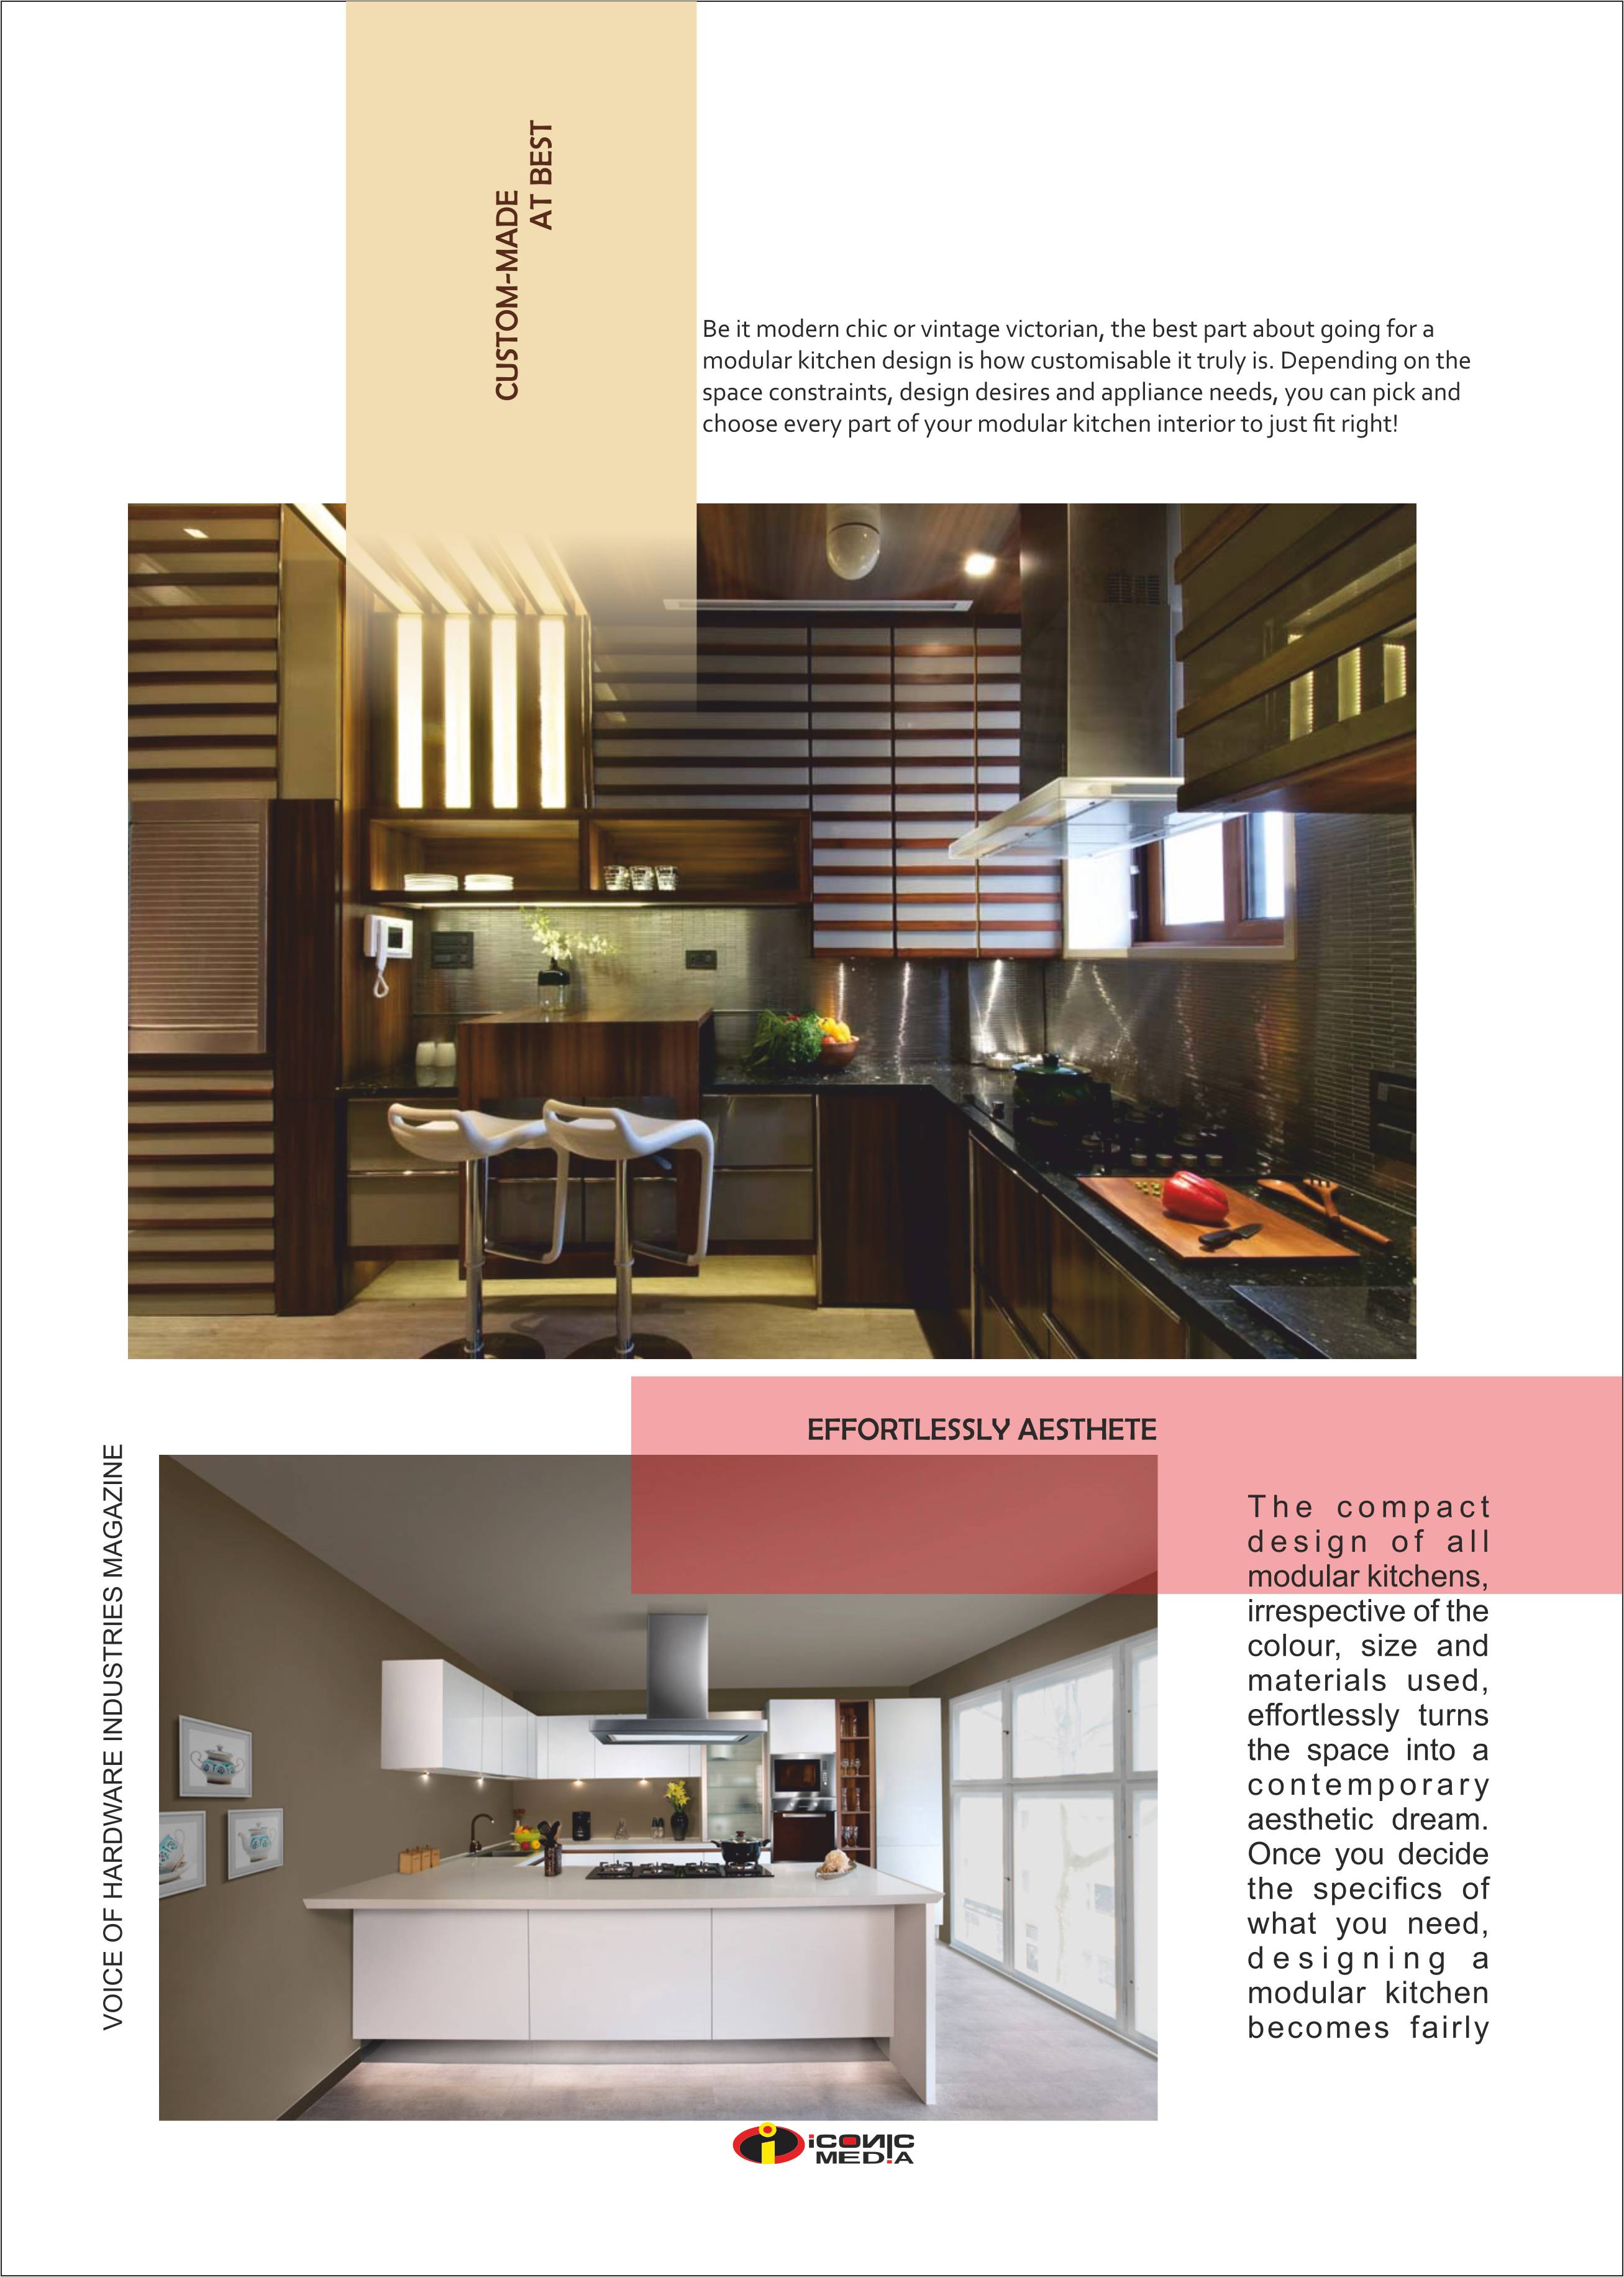 CUSTOM-MADE
AT BEST
Be it modern chic or vintage victorian, the best part about going for a
modular kitchen design is how customisable it truly is. Depending on the
space constraints, design desires and appliance needs, you can pick and
choose every part of your modular kitchen interior to just fit right!
EFFORTLESSLY AESTHETE
The compact
design of all
modular kitchens,
irrespective of the
colour, size and
materials used,
effortlessly turns
the space into a
contemporary
aesthetic dream.
Once you decide
the specifics of
what you need,
designing a
modular kitchen
becomes fairly
VOICE OF HARDWARE INDUSTRIES MAGAZINE
iCONIC
MEDiA